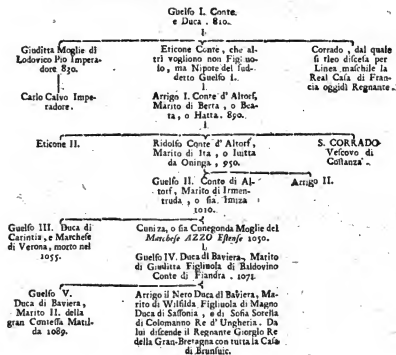 Guelfo I. Conte.
e Duca. 810.
Giuditta Moglie di
Lodovico Pio Impera-
dore 830.
Carlo Calvo Impe-
radore.
Eticone Conte, che al-
tri vogliono non Figliuo-
lo, ma Nipote del sud-
detto Guelfo I.
Arrigo I. Conte d'Altorf,
Marito di Berta, o Bea-
ta, o Hatta. 890.
Corrado, dal quale
si tien discesa per
Linea maschile la
Real Casa di Fran-
cia oggidì Regnante.
Eticone II.
Ridolfo Conte d'Altorf,
Marito di Ita, o Iuitta
da Oninga, 950.
S. CORRADO
Vescovo di
Costanza.
Guelfo II. Conte di Al-
torf, Marito di Irmen-
truda, o sia Imiza
1010.
Arrigo II.
Guelfo III. Duca di
Carintia, e Marchese
di Verona, morto nel
1055.
Cuniza, o sia Cunegonda Moglie del
Marchese AZZO Estense 1050.
Guelfo IV. Duca di Baviera, Marito
di Giuditta Figliuola di Baldovino
Conte di Fiandra. 1071.
Guelfo V.
Duca di Baviera,
Marito II. della
gran Contessa Matil-
da 1089.
Arrigo il Nero Duca di Baviera, Ma-
rito di Wilfilda Figliuola di Magno
Duca di Sassonia, e di Sofia Sorella
di Colomanno Re d'Ungheria. Da
lui discende il Regnante Giorgio Re
della Gran-Bretagna con tutta la Casa
di Brunsuic.